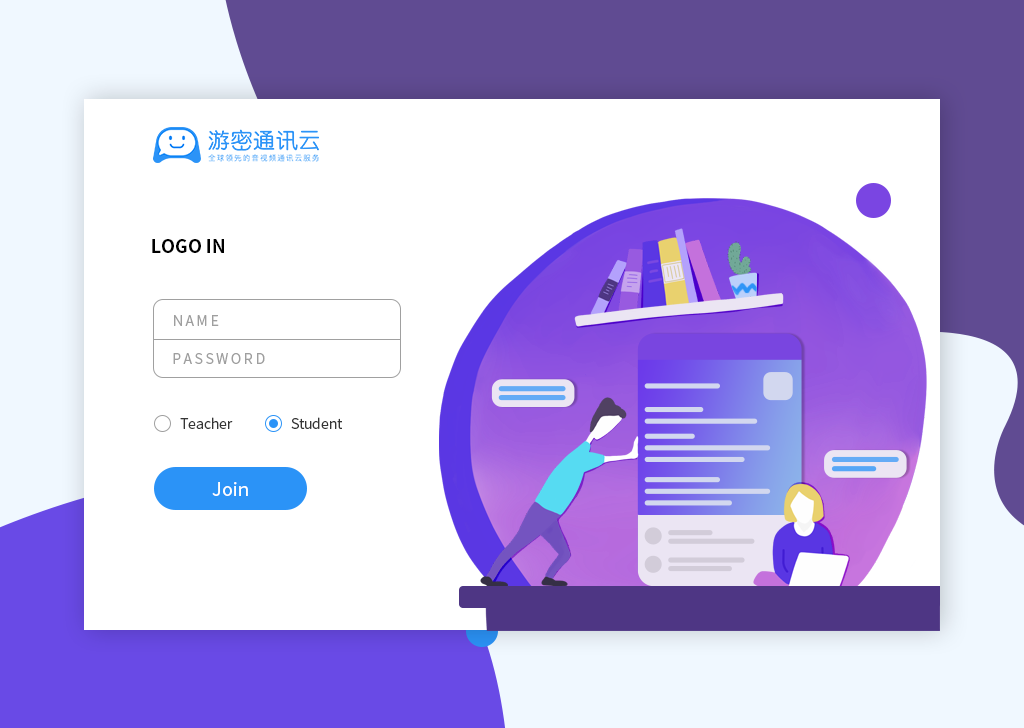 游密通讯云
全球领先的音视频通讯云服务
LOGO IN
NAME
PASSWORD
Teacher
Student
Join